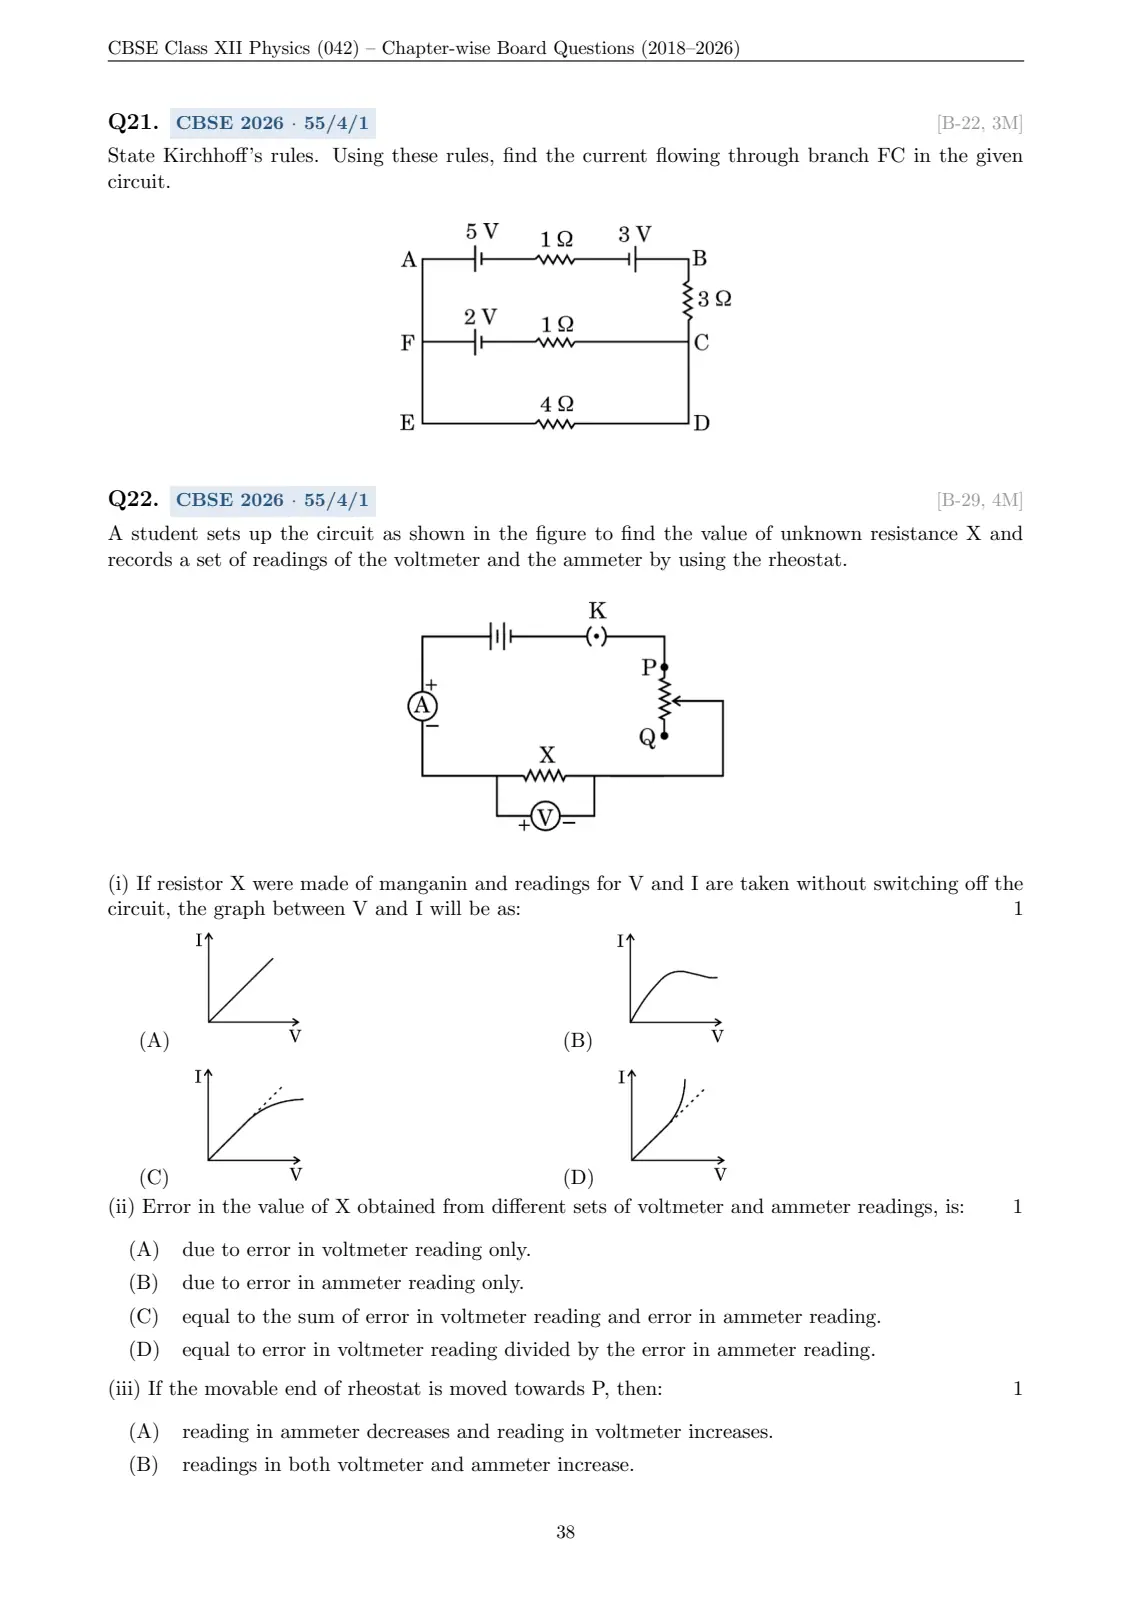 CBSE Class XII Physics (042) – Chapter-wise Board Questions (2018–2026)
Q21. CBSE 2026 · 55/4/1 [B-22, 3M]
State Kirchhoff's rules. Using these rules, find the current flowing through branch FC in the given
circuit.
5 V 1 Ω 3 V
A B
3 Ω
2 V 1 Ω
F C
4 Ω
E D
Q22. CBSE 2026 · 55/4/1 [B-29, 4M]
A student sets up the circuit as shown in the figure to find the value of unknown resistance X and
records a set of readings of the voltmeter and the ammeter by using the rheostat.
K
P
+
A
−
Q
X
+ V −
(i) If resistor X were made of manganin and readings for V and I are taken without switching off the
circuit, the graph between V and I will be as: 1
I I
V V
(A) (B)
I I
V V
(C) (D)
(ii) Error in the value of X obtained from different sets of voltmeter and ammeter readings, is: 1
(A) due to error in voltmeter reading only.
(B) due to error in ammeter reading only.
(C) equal to the sum of error in voltmeter reading and error in ammeter reading.
(D) equal to error in voltmeter reading divided by the error in ammeter reading.
(iii) If the movable end of rheostat is moved towards P, then: 1
(A) reading in ammeter decreases and reading in voltmeter increases.
(B) readings in both voltmeter and ammeter increase.
38